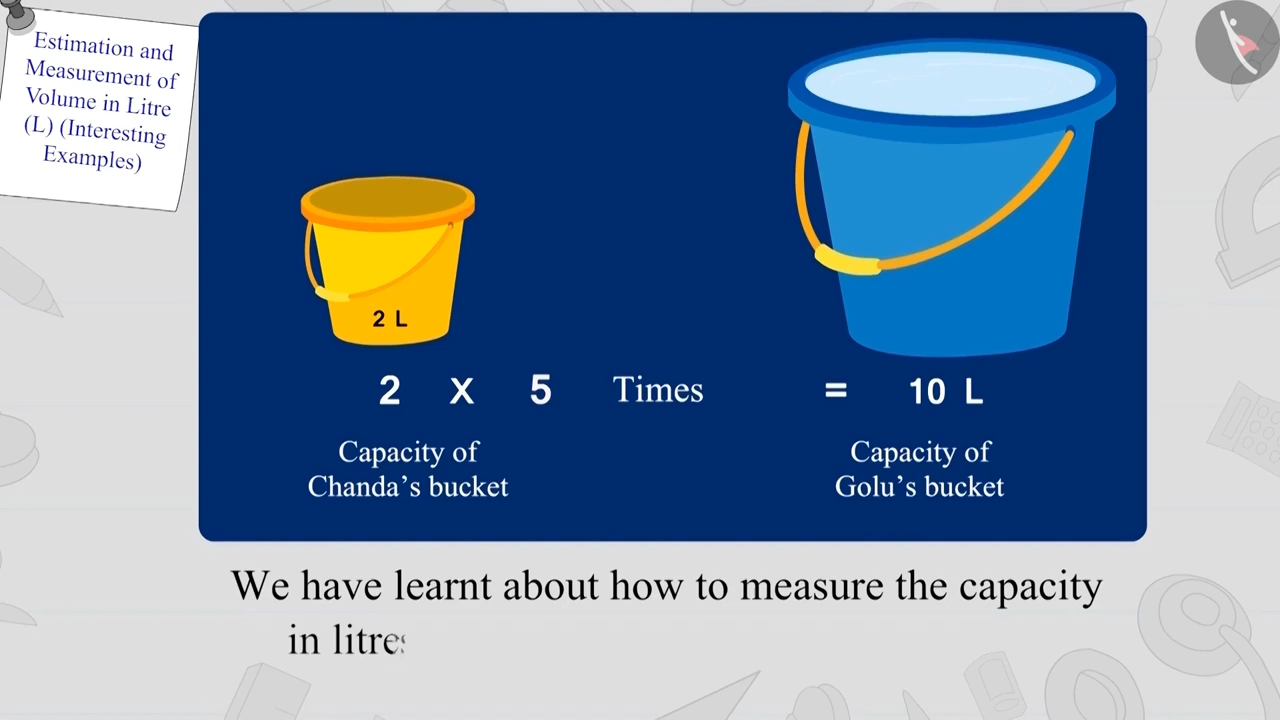 Estimation and
Measurement of
Volume in Litre
(L) (Interesting
Examples)
2 L
2 X 5 Times = 10 L
Capacity of
Chanda's bucket
Capacity of
Golu's bucket
We have learnt about how to measure the capacity
in litres